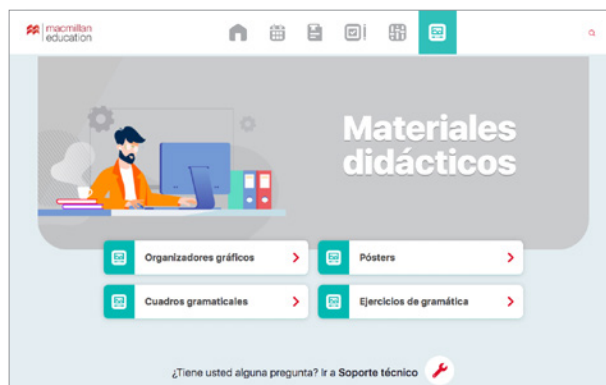 macmillan
education
Materiales
didácticos
Organizadores gráficos
Pósters
Cuadros gramaticales
Ejercicios de gramática
¿Tiene usted alguna pregunta? Ir a Soporte técnico